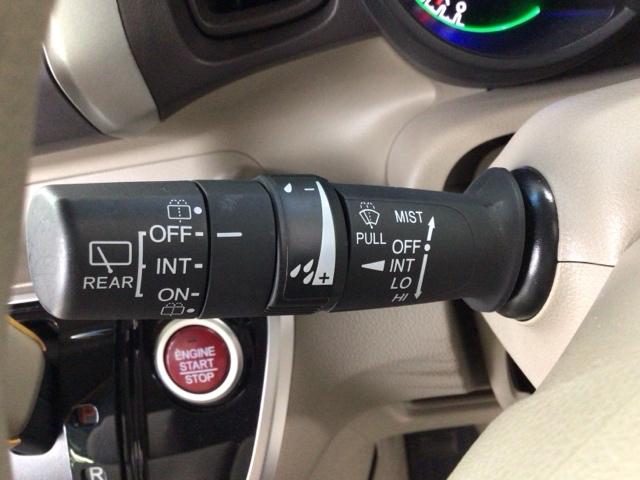 OFF
INT
ON
REAR
−
+
PULL
MIST
OFF
INT
LO
HI
ENGINE
START
STOP
R